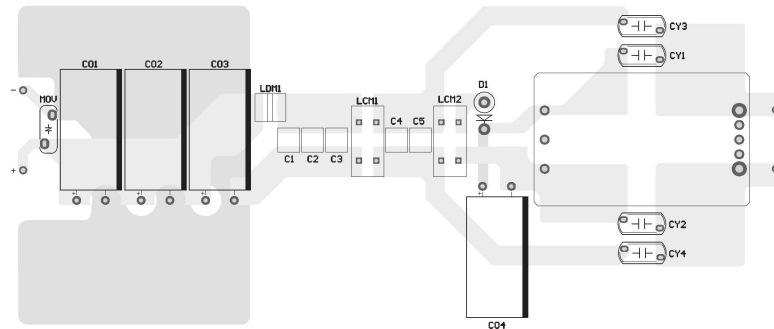 CY3
CY1
CO1 CO2 CO3
D1
LDM1
MOV
LCM1 LCM2
C4 C5
C1 C2 C3
-
+
+ + + +
CY2
CY4
CO4